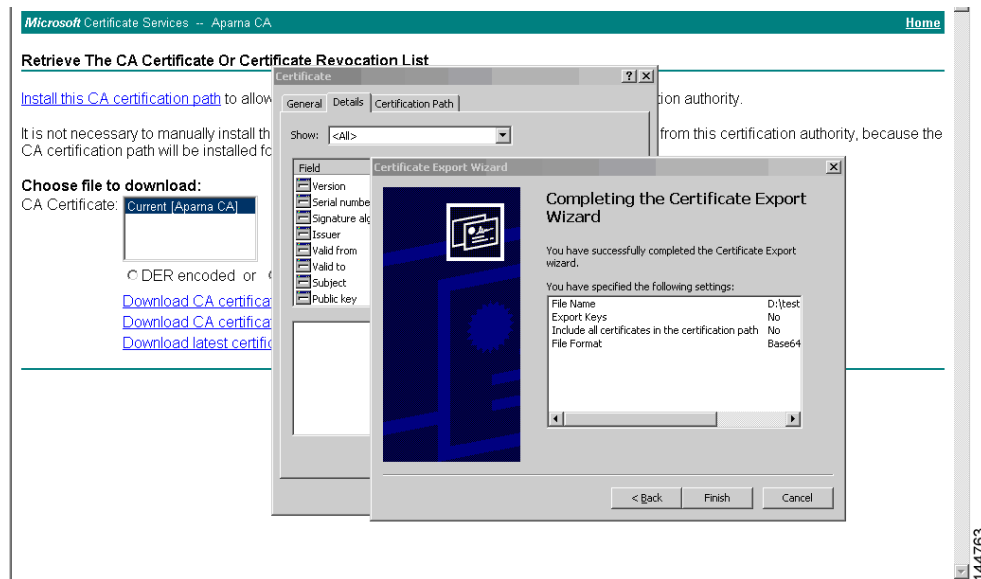 Microsoft Certificate Services -- Aparna CA Home
Retrieve The CA Certificate Or Certificate Revocation List
Install this CA certification path to allow
tion authority.
It is not necessary to manually install th
from this certification authority, because the
CA certification path will be installed fo
Choose file to download:
CA Certificate:
Current [Aparna CA]
DER encoded or
Download CA certifica
Download CA certifica
Download latest certific
Certificate
General Details Certification Path
Show: <All>
Field
Version
Serial numbe
Signature alg
Issuer
Valid from
Valid to
Subject
Public key
Certificate Export Wizard
Completing the Certificate Export
Wizard
You have successfully completed the Certificate Export
wizard.
You have specified the following settings:
File Name D:\test
Export Keys No
Include all certificates in the certification path No
File Format Base64
< Back Finish Cancel
144763